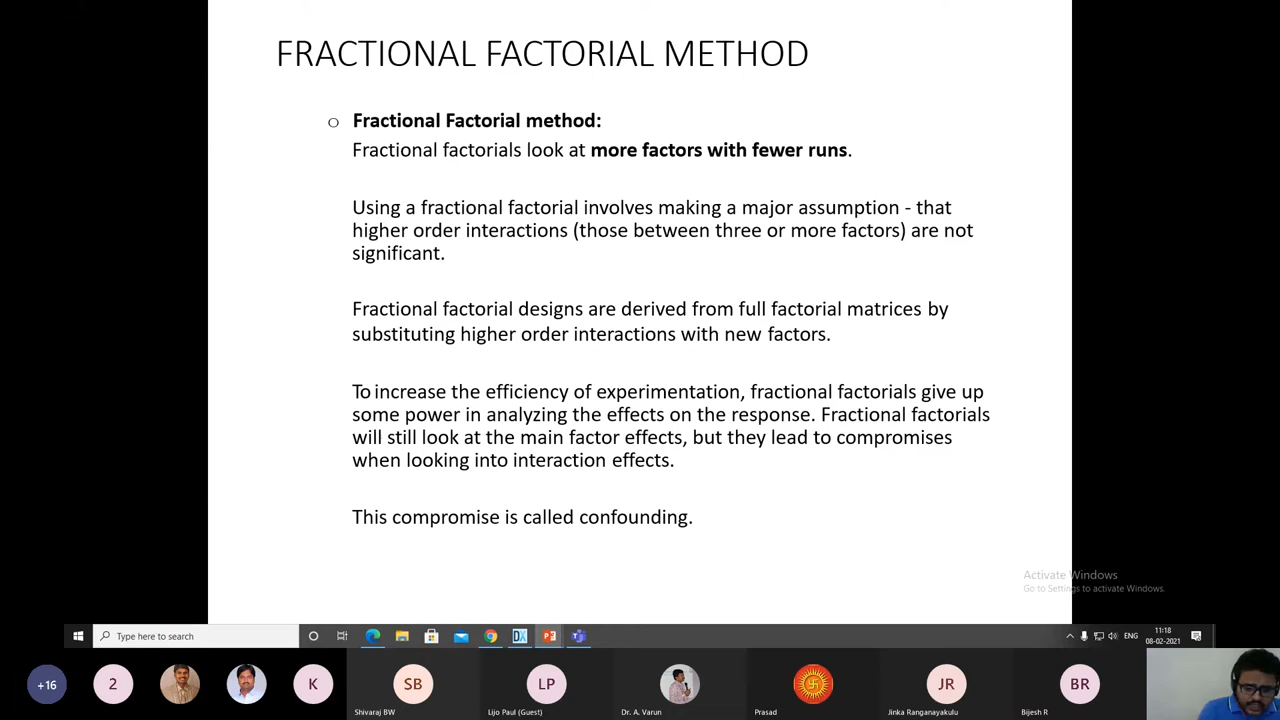 FRACTIONAL FACTORIAL METHOD
o Fractional Factorial method:
Fractional factorials look at more factors with fewer runs.
Using a fractional factorial involves making a major assumption - that
higher order interactions (those between three or more factors) are not
significant.
Fractional factorial designs are derived from full factorial matrices by
substituting higher order interactions with new factors.
To increase the efficiency of experimentation, fractional factorials give up
some power in analyzing the effects on the response. Fractional factorials
will still look at the main factor effects, but they lead to compromises
when looking into interaction effects.
This compromise is called confounding.
Activate Windows
Go to Settings to activate Windows.
Type here to search
DX
ENG
11:18
08-02-2021
+16
2
K
SB
LP
JR
BR
Shivaraj BW
Lijo Paul (Guest)
Dr. A. Varun
Prasad
Jinka Ranganayakulu
Bijesh R